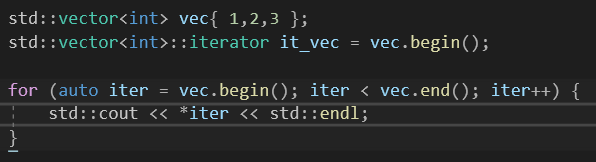 std::vector<int> vec{ 1,2,3 };
std::vector<int>::iterator it_vec = vec.begin();
for (auto iter = vec.begin(); iter < vec.end(); iter++) {
std::cout << *iter << std::endl;
}